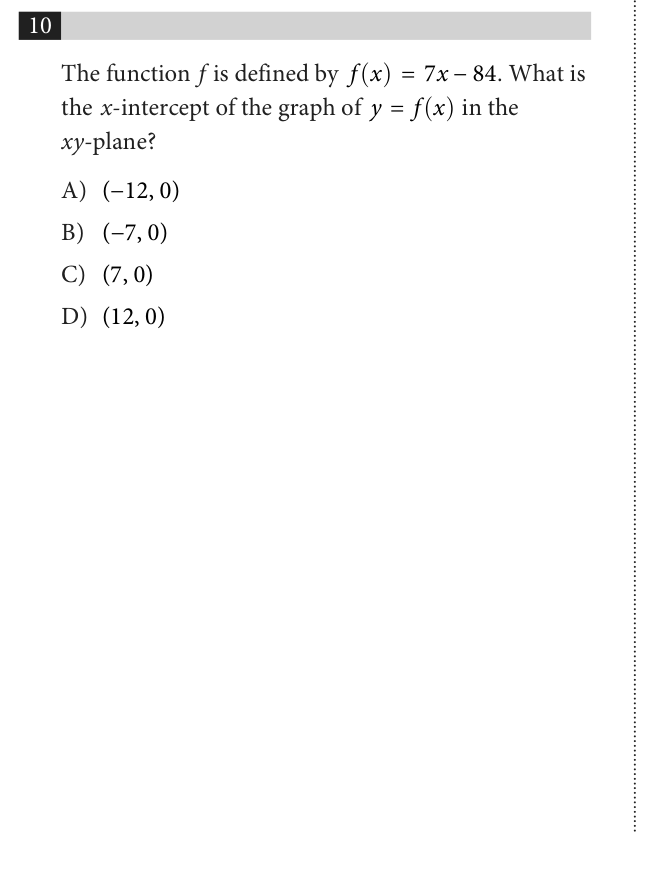 10
The function f is defined by f(x) = 7x – 84. What is
the x-intercept of the graph of y = f(x) in the
xy-plane?
A) (–12, 0)
B) (–7, 0)
C) (7, 0)
D) (12, 0)